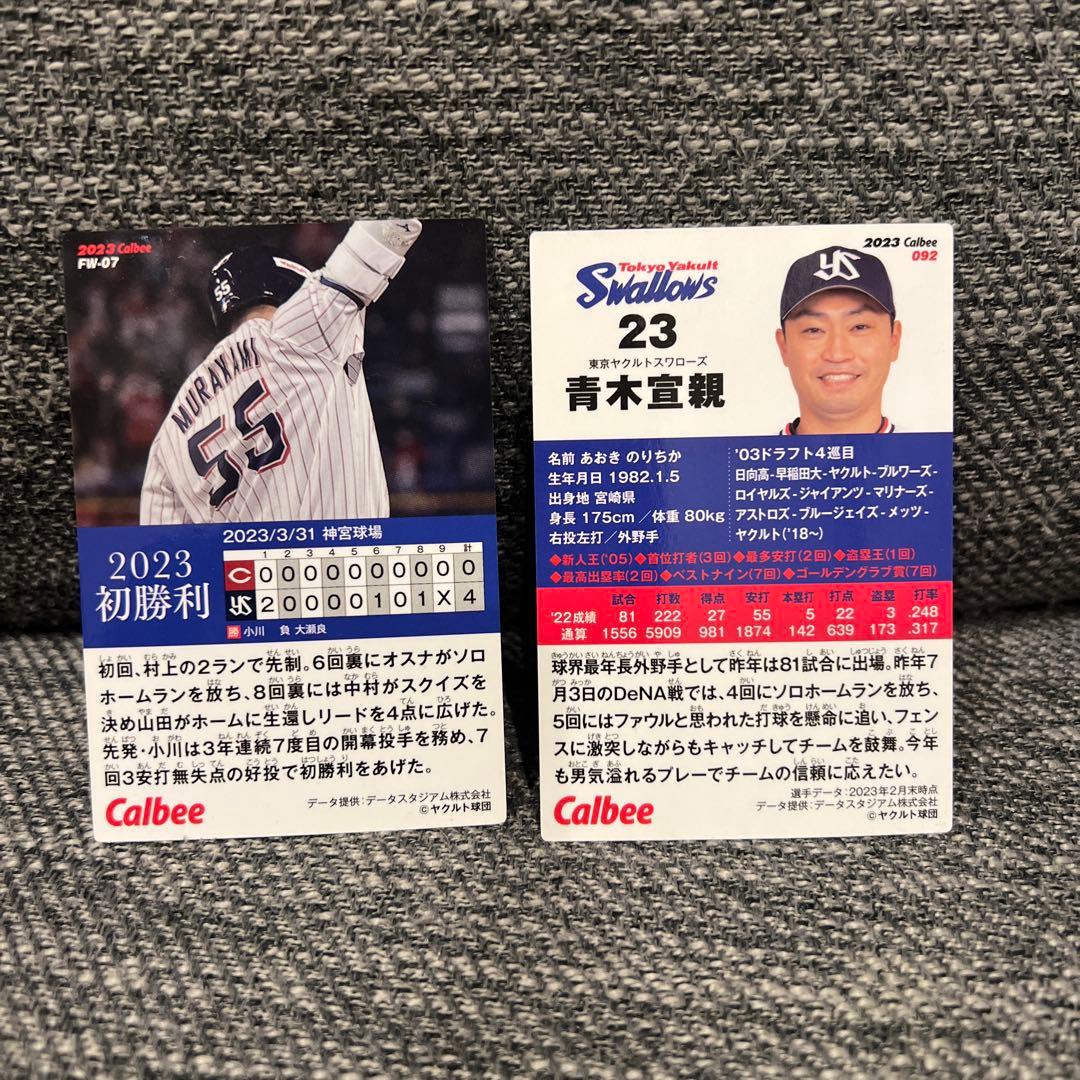 2023 Calbee
FW-07
55
MURAKAMI
55
2023
初勝利
2023/3/31 神宮球場
1 2 3 4 5 6 7 8 9 計
C 0 0 0 0 0 0 0 0 0 0
YS 2 0 0 0 0 1 0 1 X 4
勝 小川 負 大瀬良
初回、村上の2ランで先制。6回裏にオスナがソロ
ホームランを放ち、8回裏には中村がスクイズを
決め山田がホームに生還しリードを4点に広げた。
先発・小川は3年連続7度目の開幕投手を務め、7
回3安打無失点の好投で初勝利をあげた。
Calbee
データ提供:データスタジアム株式会社
©ヤクルト球団
2023 Calbee
092
Tokyo Yakult
Swallows
23
東京ヤクルトスワローズ
青木宣親
YS
名前 あおき のりちか
生年月日 1982.1.5
出身地 宮崎県
身長 175cm/体重 80kg
右投左打/外野手
'03ドラフト4巡目
日向高-早稲田大-ヤクルト-ブルワーズ-
ロイヤルズ-ジャイアンツ-マリナーズ-
アストロズ-ブルージェイズ-メッツ-
ヤクルト('18~)
◆新人王('05)◆首位打者(3回)◆最多安打(2回)◆盗塁王(1回)
◆最高出塁率(2回)◆ベストナイン(7回)◆ゴールデングラブ賞(7回)
試合 打数 得点 安打 本塁打 打点 盗塁 打率
'22成績 81 222 27 55 5 22 3 .248
通算 1556 5909 981 1874 142 639 173 .317
球界最年長外野手として昨年は81試合に出場。昨年7
月3日のDeNA戦では、4回にソロホームランを放ち、
5回にはファウルと思われた打球を懸命に追い、フェン
スに激突しながらもキャッチしてチームを鼓舞。今年
も男気溢れるプレーでチームの信頼に応えたい。
Calbee
選手データ:2023年2月末時点
データ提供:データスタジアム株式会社
©ヤクルト球団